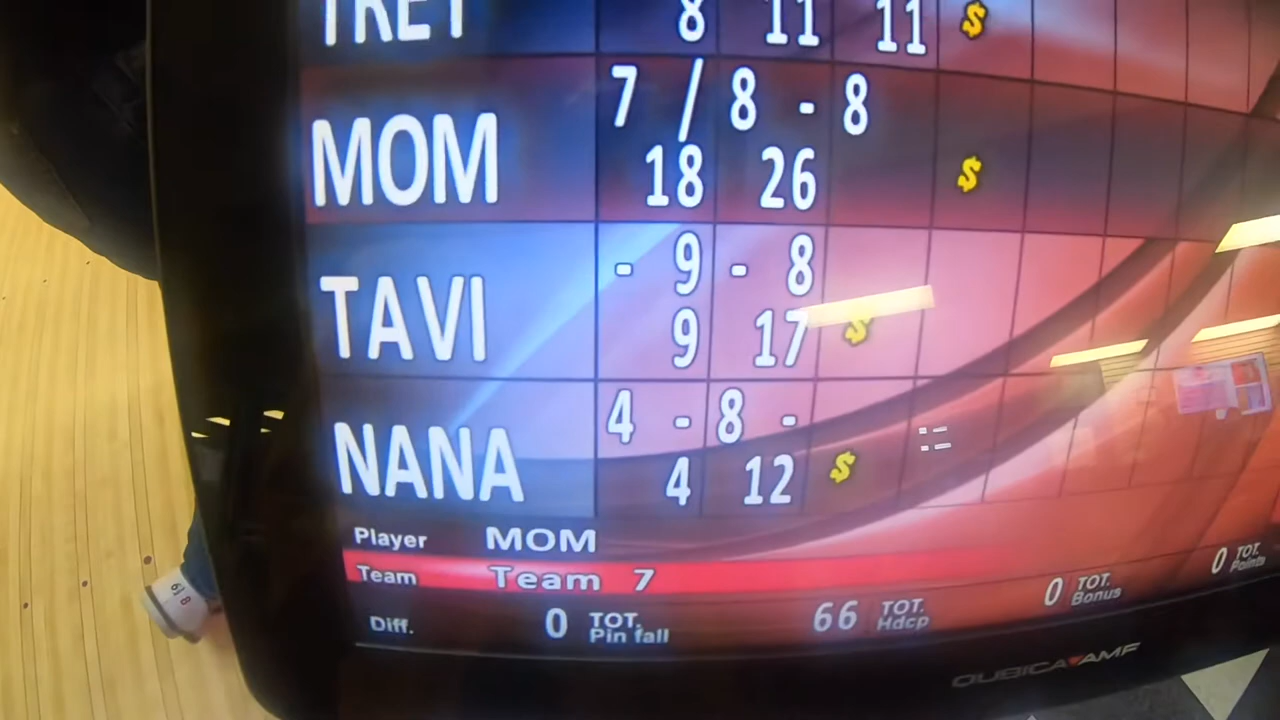 TREY
8 11 11 $
7 / 8 - 8
MOM
18 26 $
- 9 - 8
TAVI
9 17 $
4 - 8 -
NANA
4 12 $
Player MOM
Team Team 7
Diff. 0 TOT. Pin fall 66 TOT. Hdcp 0 TOT. Bonus 0 TOT. Points
QUBICA AMF